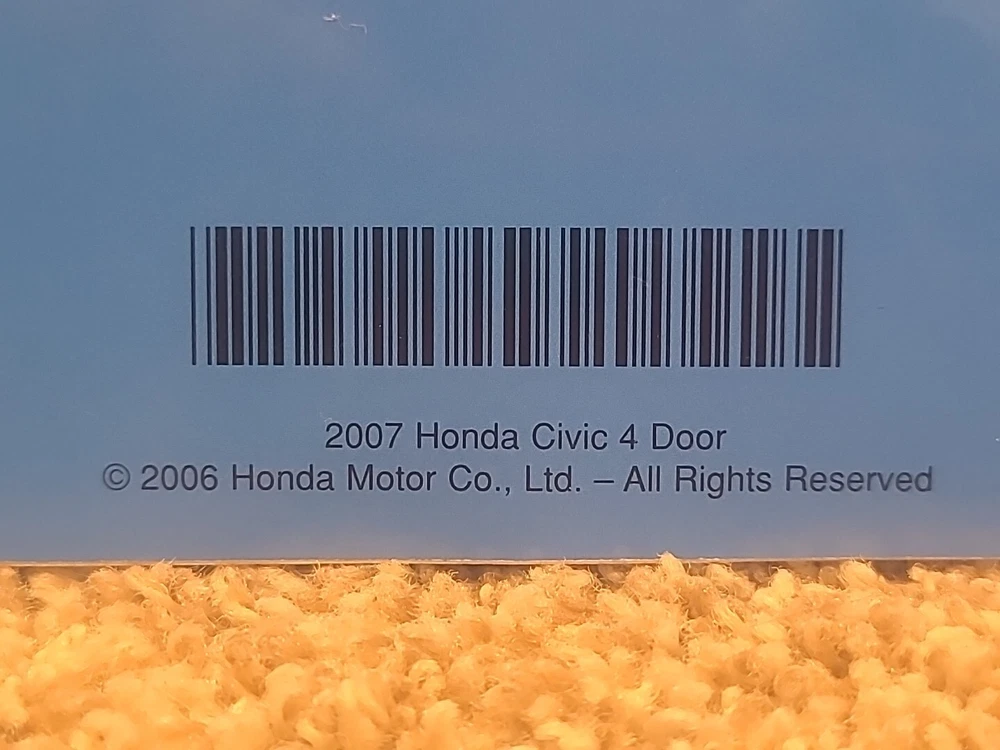 2007 Honda Civic 4 Door
© 2006 Honda Motor Co., Ltd. – All Rights Reserved